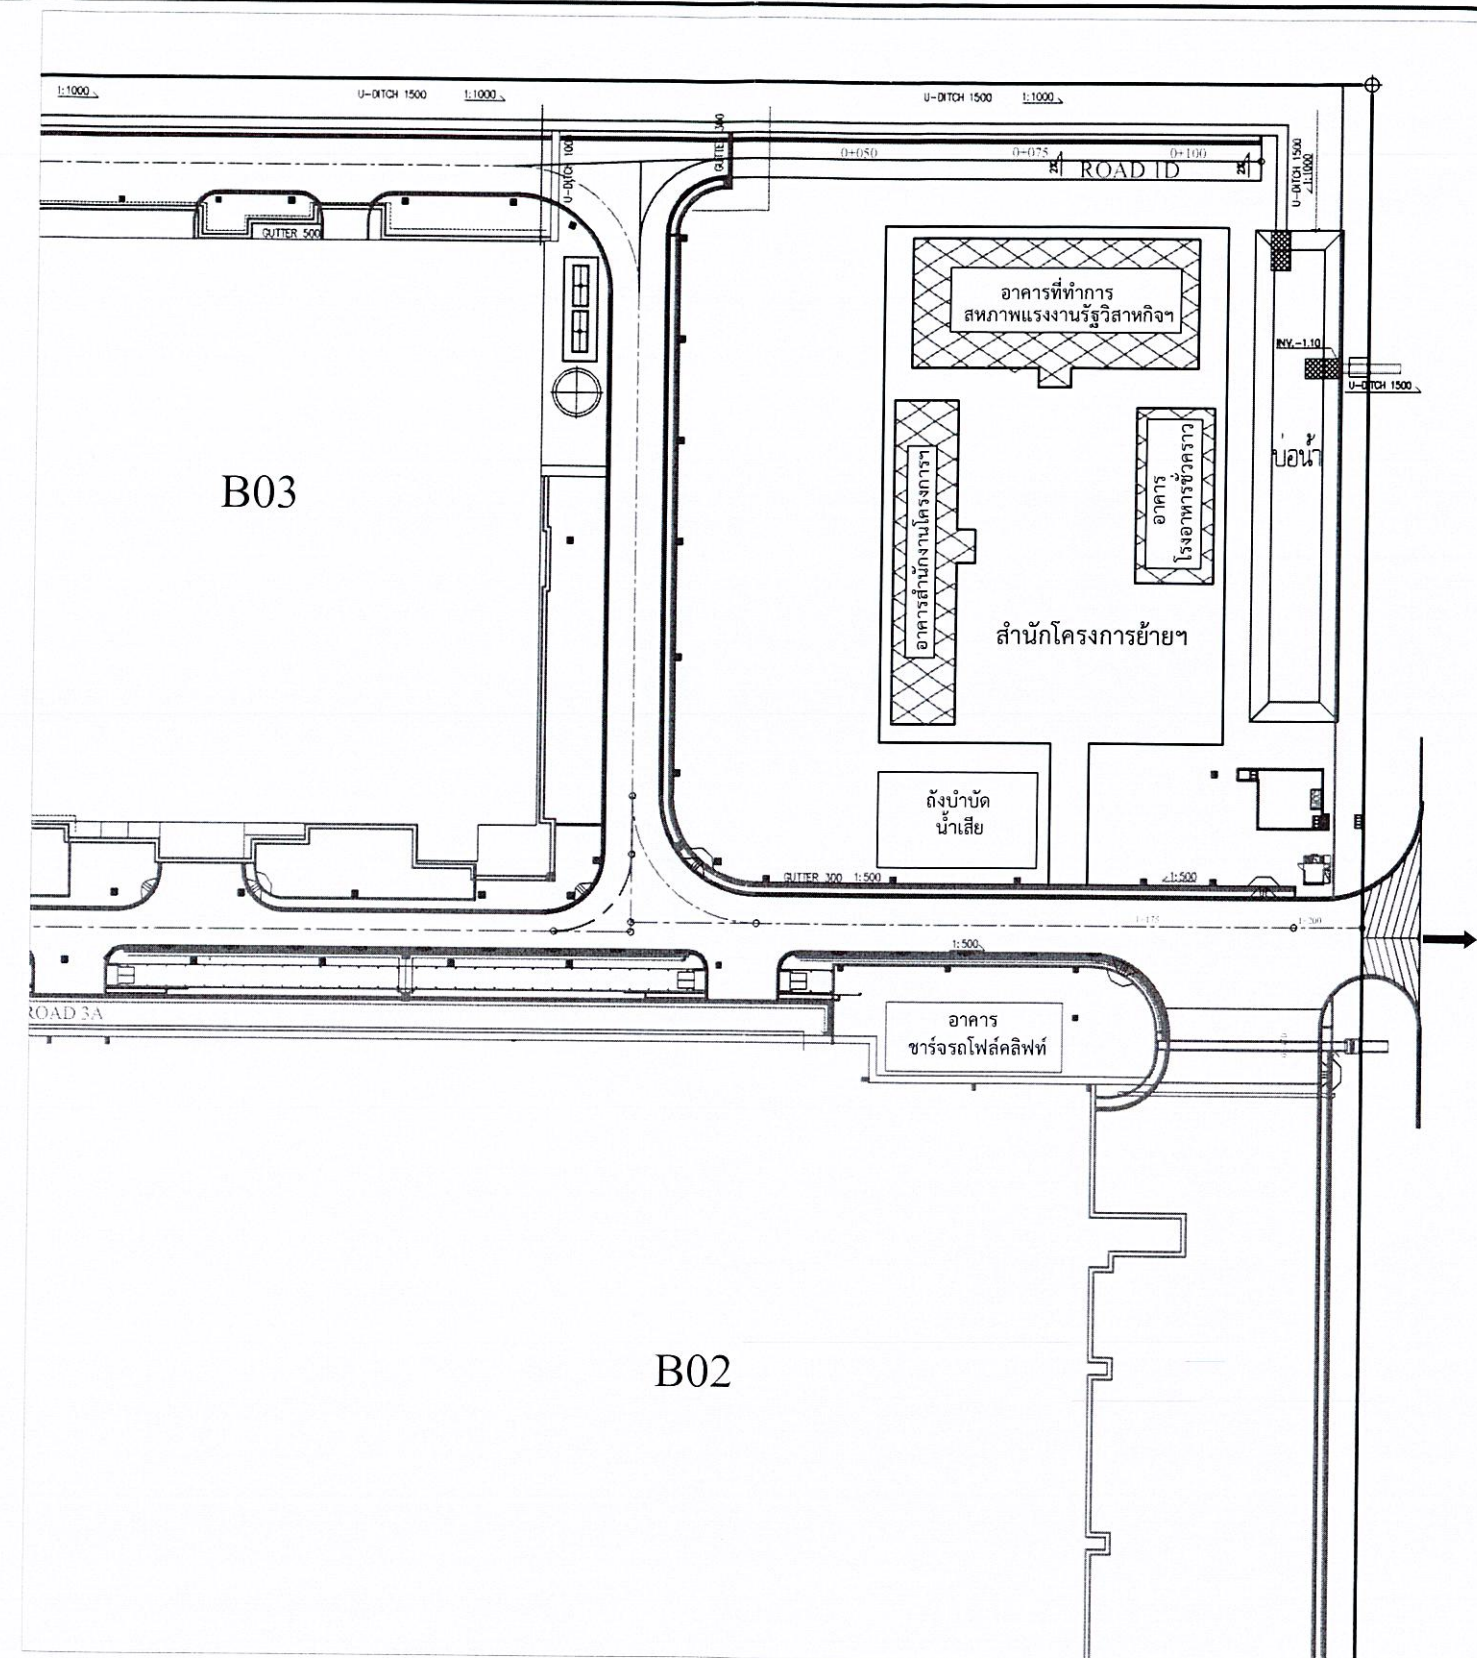 1:1000
U-DITCH 1500
1:1000
U-DITCH 1500
1:1000
U-DITCH 1000
GUTTER 300
0+050
0+075
0+100
ROAD 1D
U-DITCH 1500
1:1000
GUTTER 500
อาคารที่ทำการ
สหภาพแรงงานรัฐวิสาหกิจฯ
INV.-1.10
U-DITCH 1500
อาคารสำนักงานโครงการฯ
อาคาร
โรงอาหารชั่วคราว
บ่อน้ำ
B03
สำนักโครงการย้ายฯ
ถังบำบัด
น้ำเสีย
GUTTER 300 1:500
1:500
1+175
1+200
1:500
ROAD 3A
อาคาร
ชาร์จรถโฟล์คลิฟท์
B02